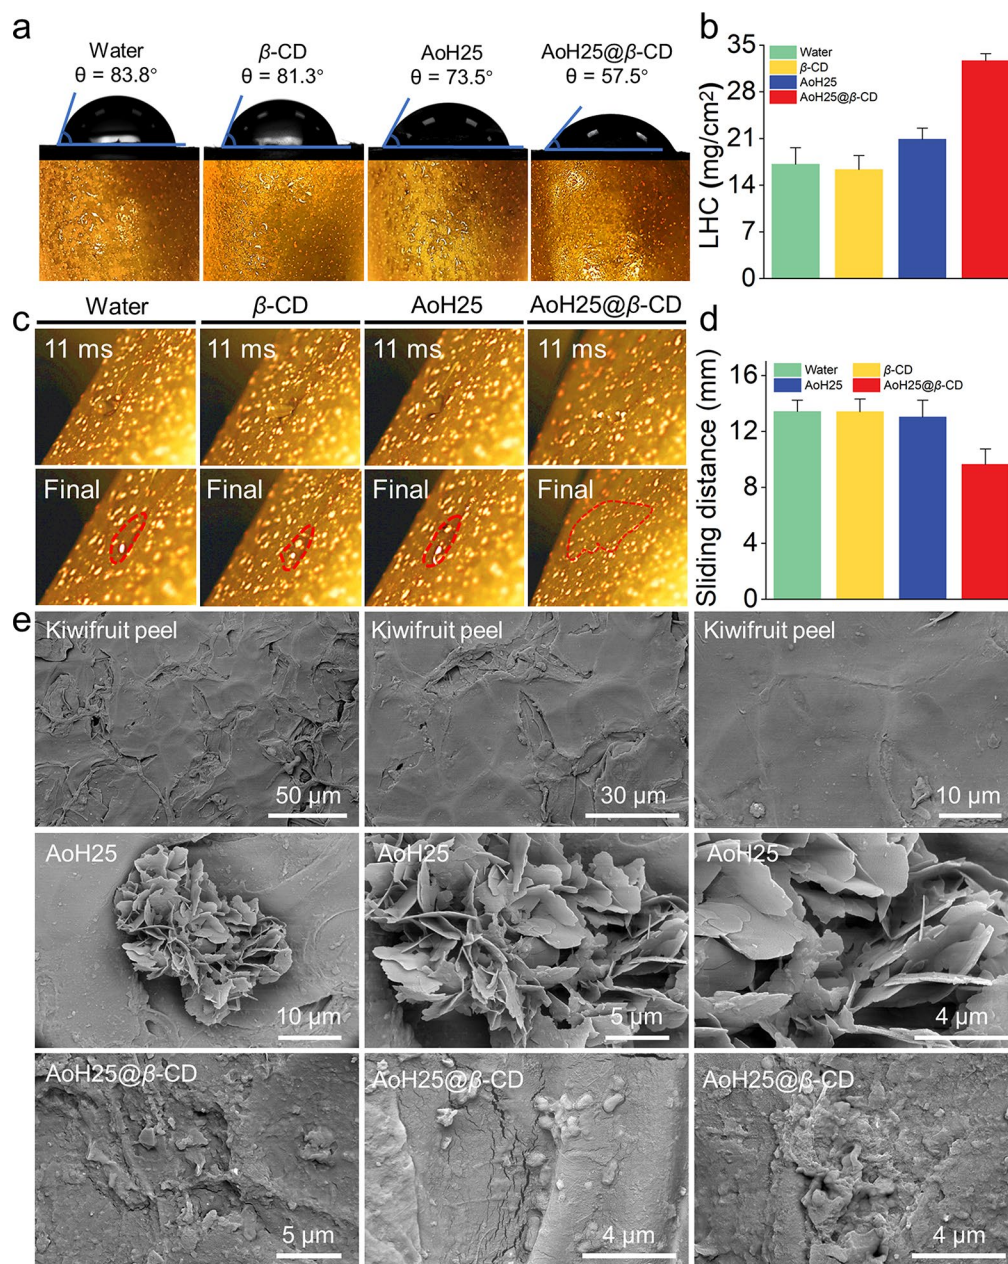 a
Water
θ = 83.8°
β-CD
θ = 81.3°
AoH25
θ = 73.5°
AoH25@β-CD
θ = 57.5°
b
LHC (mg/cm2)
35
28
21
14
7
0
Water
β-CD
AoH25
AoH25@β-CD
c
Water
β-CD
AoH25
AoH25@β-CD
11 ms
11 ms
11 ms
11 ms
Final
Final
Final
Final
d
Sliding distance (mm)
16
12
8
4
0
Water
β-CD
AoH25
AoH25@β-CD
e
Kiwifruit peel
50 μm
Kiwifruit peel
30 μm
Kiwifruit peel
10 μm
AoH25
10 μm
AoH25
5 μm
AoH25
4 μm
AoH25@β-CD
5 μm
AoH25@β-CD
4 μm
AoH25@β-CD
4 μm